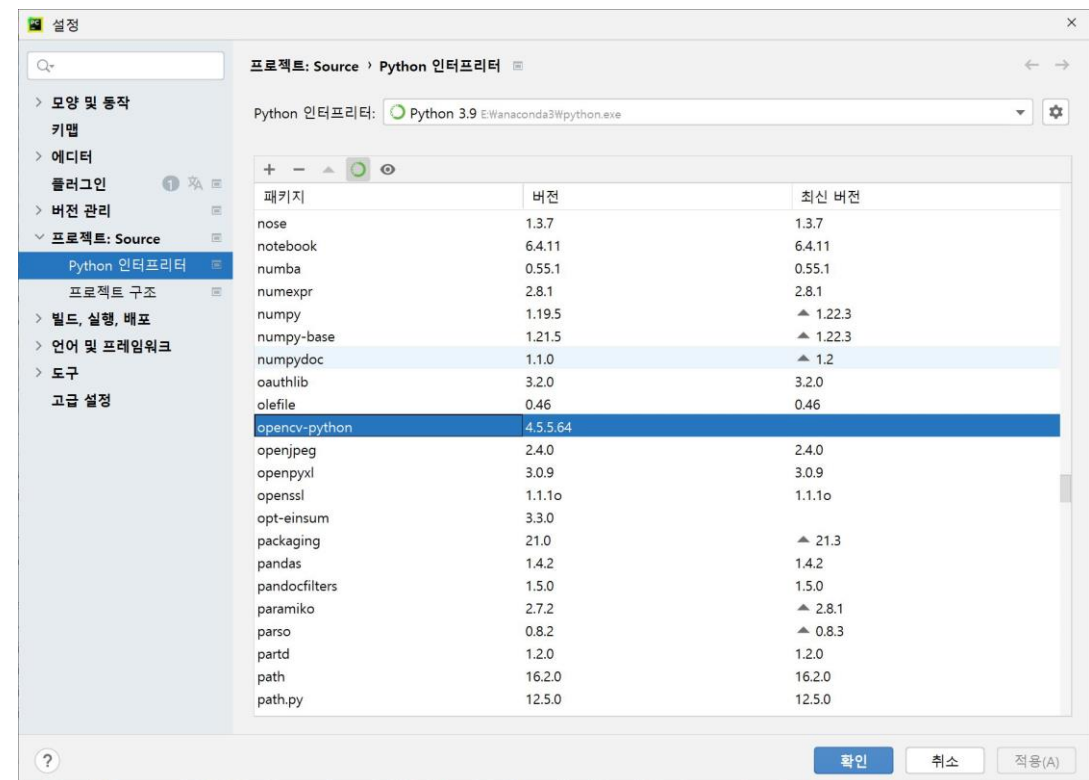 PC 설정
프로젝트: Source › Python 인터프리터
Python 인터프리터: Python 3.9 E:₩anaconda3₩python.exe
> 모양 및 동작
키맵
> 에디터
플러그인 1
> 버전 관리
프로젝트: Source
Python 인터프리터
프로젝트 구조
> 빌드, 실행, 배포
> 언어 및 프레임워크
> 도구
고급 설정
패키지 버전 최신 버전
nose 1.3.7 1.3.7
notebook 6.4.11 6.4.11
numba 0.55.1 0.55.1
numexpr 2.8.1 2.8.1
numpy 1.19.5 ▲ 1.22.3
numpy-base 1.21.5 ▲ 1.22.3
numpydoc 1.1.0 ▲ 1.2
oauthlib 3.2.0 3.2.0
olefile 0.46 0.46
opencv-python 4.5.5.64
openjpeg 2.4.0 2.4.0
openpyxl 3.0.9 3.0.9
openssl 1.1.1o 1.1.1o
opt-einsum 3.3.0
packaging 21.0 ▲ 21.3
pandas 1.4.2 1.4.2
pandocfilters 1.5.0 1.5.0
paramiko 2.7.2 ▲ 2.8.1
parso 0.8.2 ▲ 0.8.3
partd 1.2.0 1.2.0
path 16.2.0 16.2.0
path.py 12.5.0 12.5.0
?
확인 취소 적용(A)